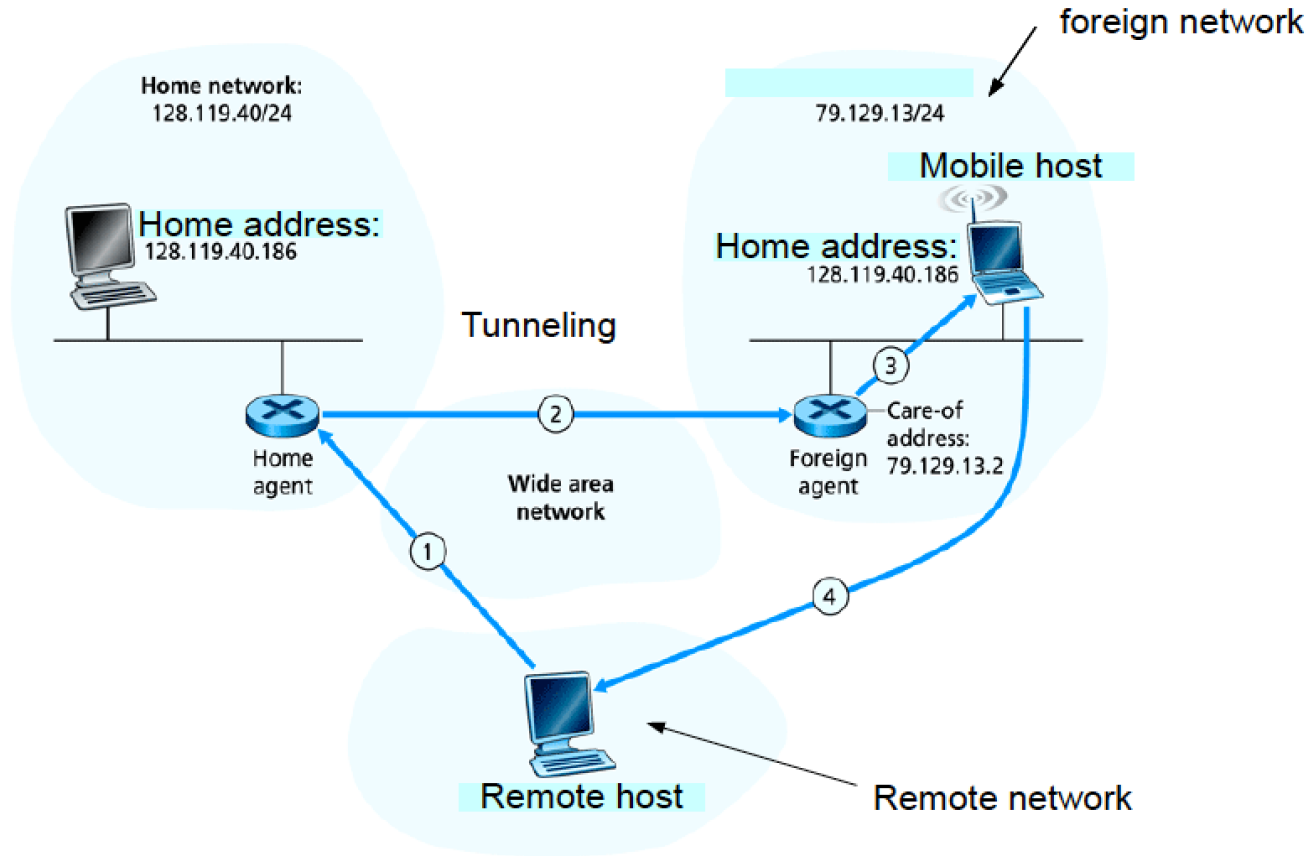 foreign network
Home network:
128.119.40/24
79.129.13/24
Mobile host
Home address:
128.119.40.186
Home address:
128.119.40.186
Tunneling
3
2
Home
agent
Foreign
agent
Care-of
address:
79.129.13.2
Wide area
network
1
4
Remote host
Remote network